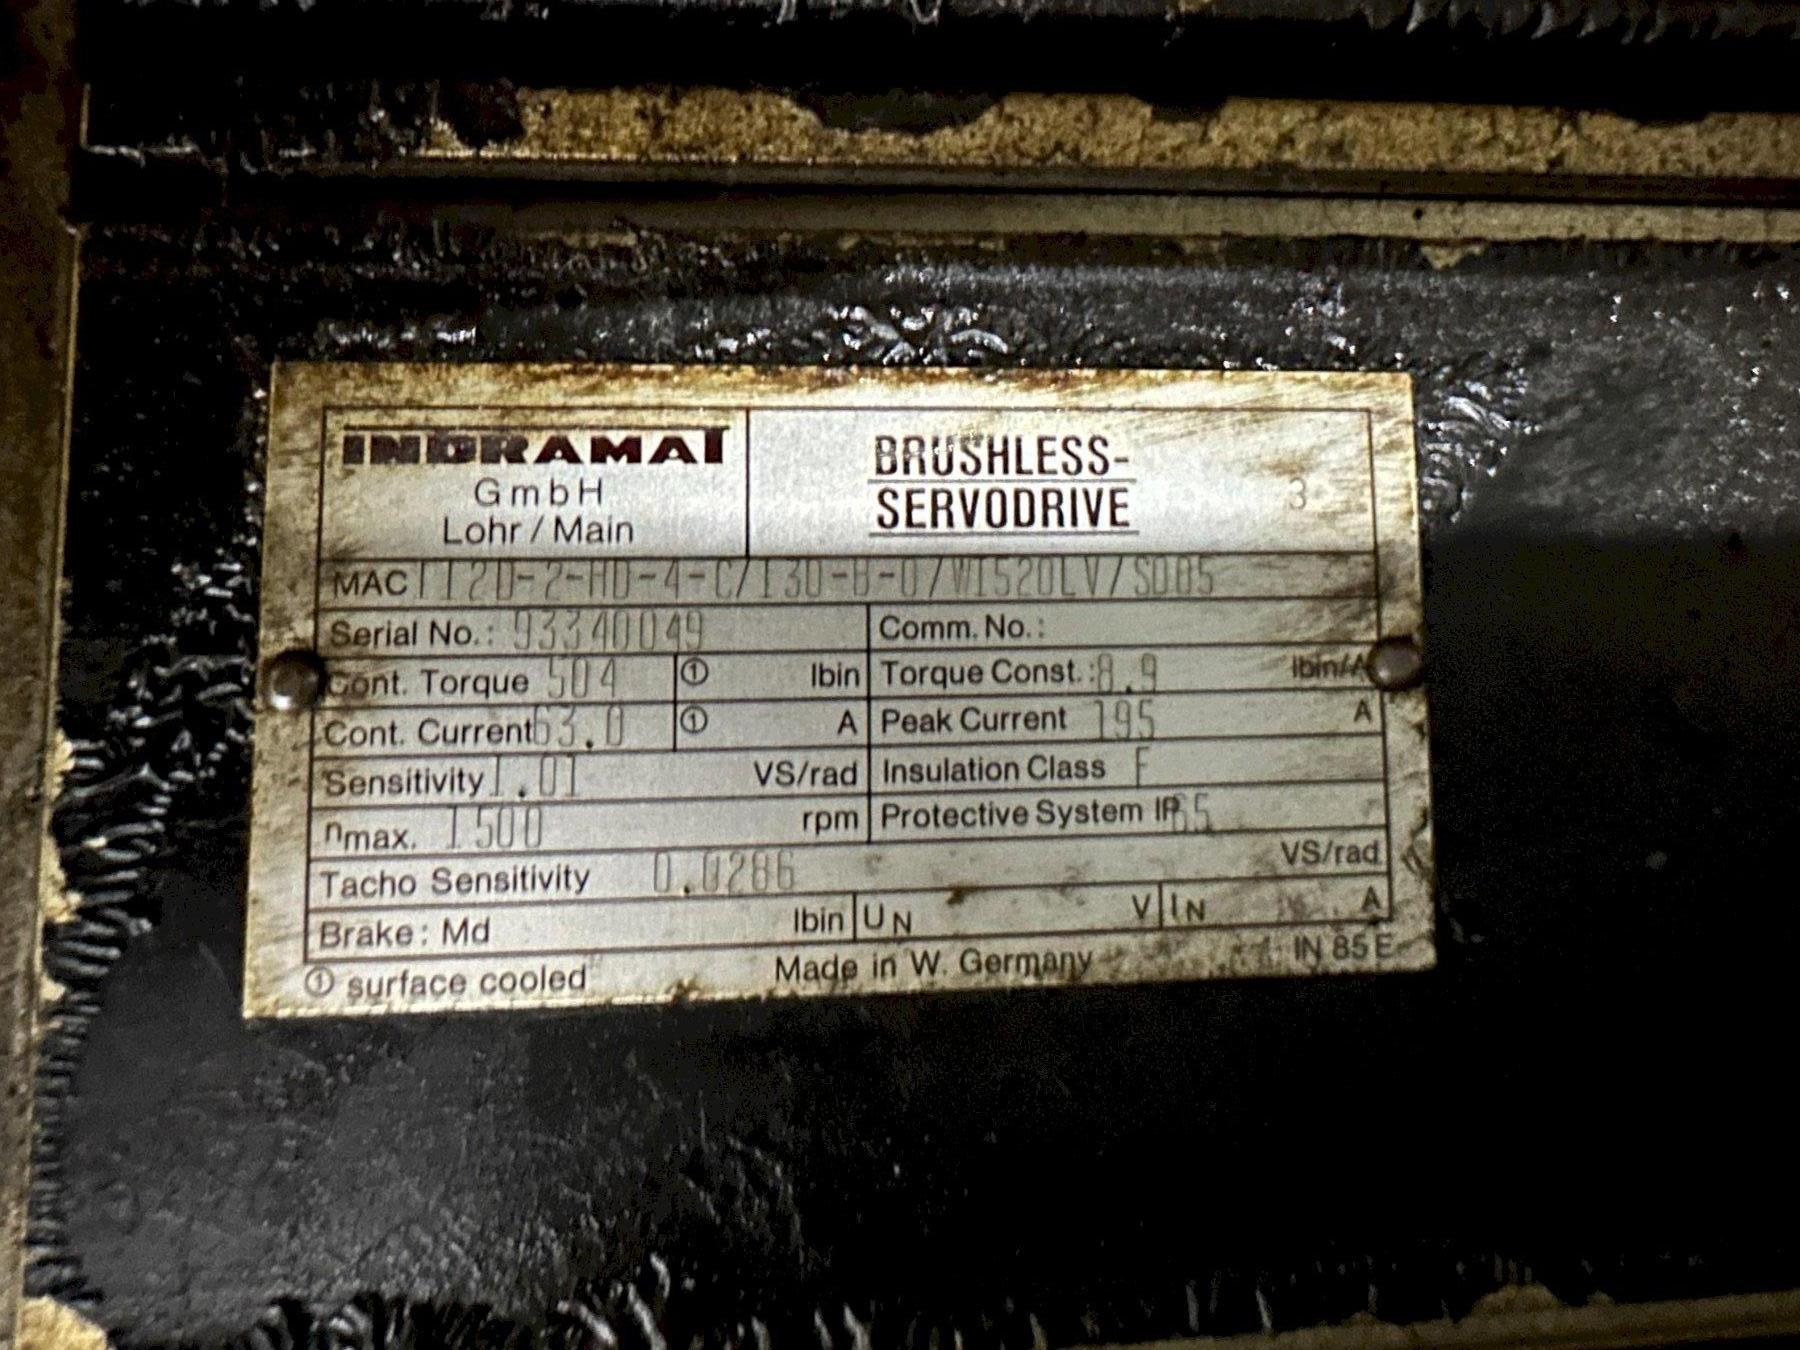 INDRAMAT
GmbH
Lohr / Main
BRUSHLESS-
SERVODRIVE
3
MAC 112D-2-HD-4-C/130-B-0/WI520LV/S005
Serial No.: 93340049
Comm. No.:
Cont. Torque 504 ① lbin
Torque Const.: 8.9 lbin/A
Cont. Current 63.0 ① A
Peak Current 195 A
Sensitivity 1.01 VS/rad
Insulation Class F
nmax. 1500 rpm
Protective System IP 65
Tacho Sensitivity 0.0286 VS/rad
Brake: Md lbin UN V IN A
① surface cooled
Made in W. Germany
IN 85 E